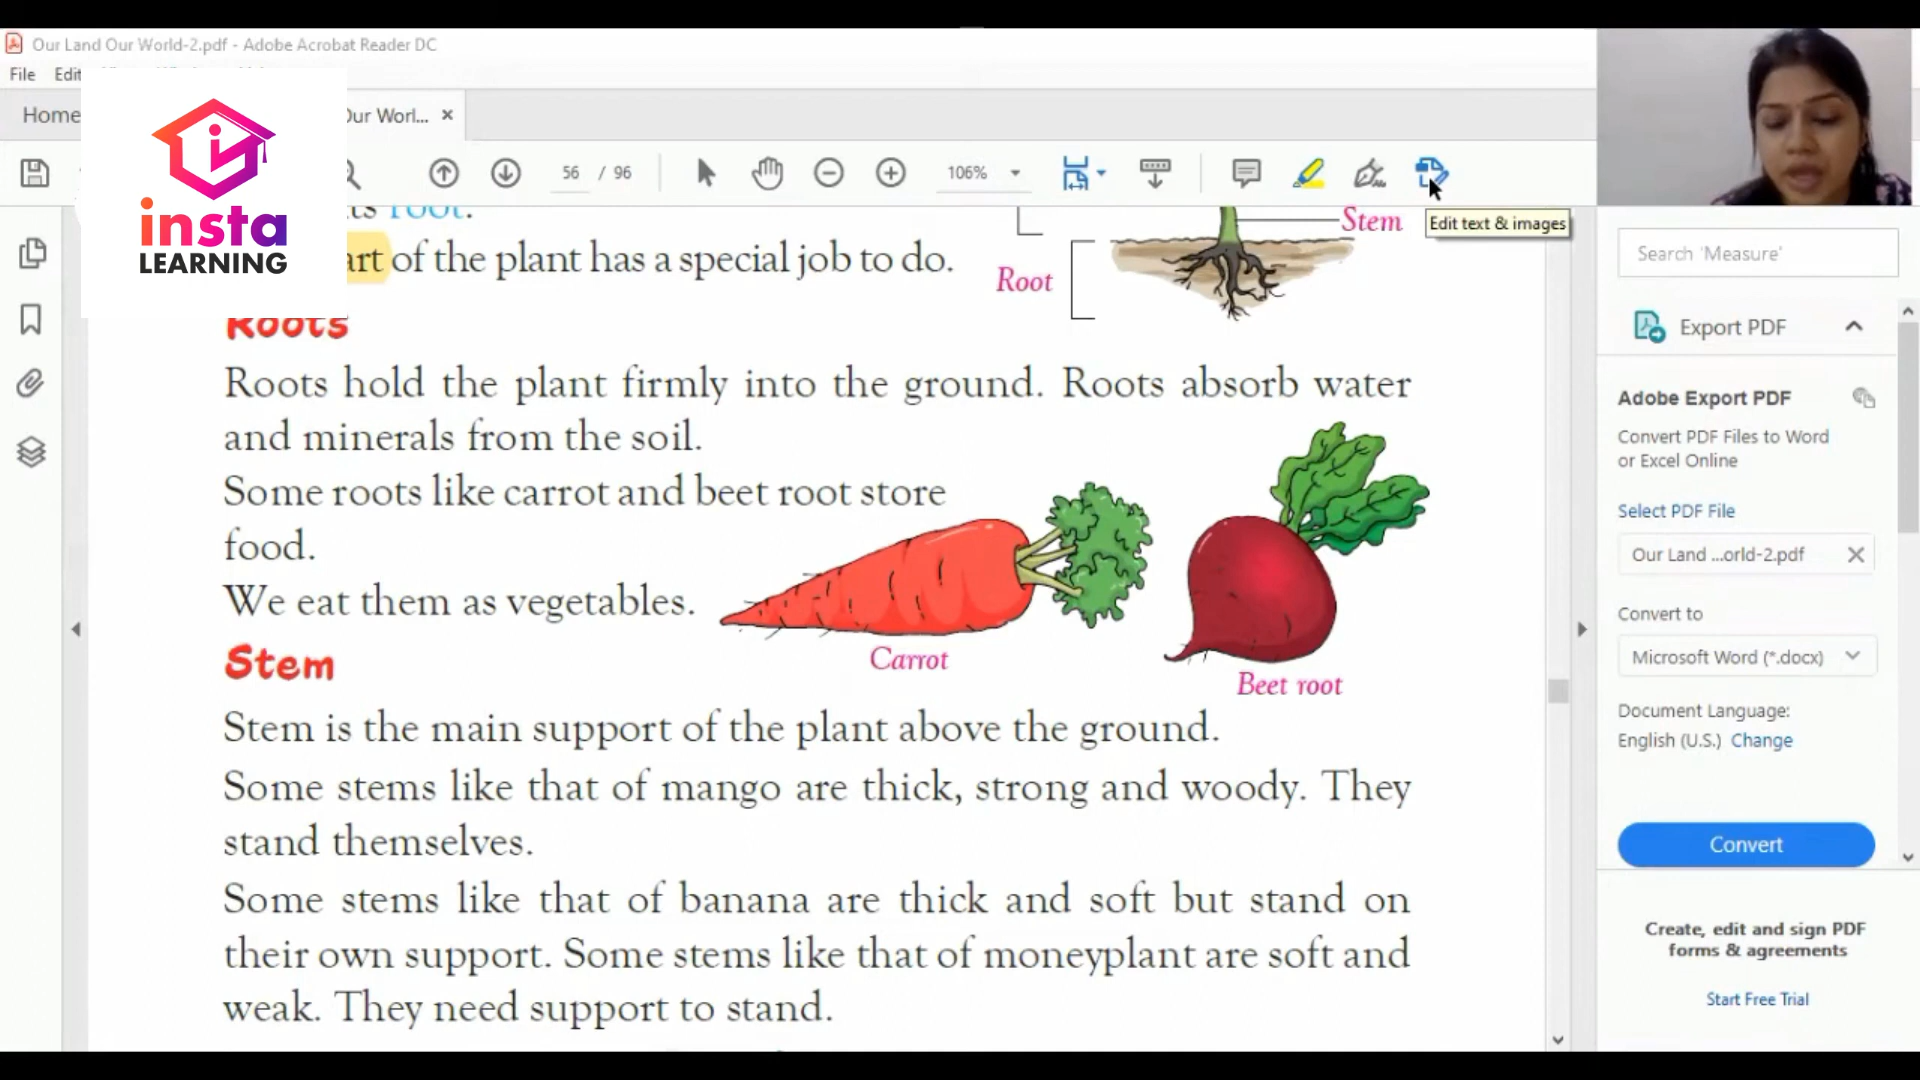 Our Land Our World-2.pdf - Adobe Acrobat Reader DC
File Edit
Home
Our Worl... ×
insta
LEARNING
56 / 96
106%
Edit text & images
root.
art of the plant has a special job to do.
Stem
Root
Roots
Roots hold the plant firmly into the ground. Roots absorb water
and minerals from the soil.
Some roots like carrot and beet root store
food.
We eat them as vegetables.
Carrot
Beet root
Stem
Stem is the main support of the plant above the ground.
Some stems like that of mango are thick, strong and woody. They
stand themselves.
Some stems like that of banana are thick and soft but stand on
their own support. Some stems like that of moneyplant are soft and
weak. They need support to stand.
Search 'Measure'
Export PDF
Adobe Export PDF
Convert PDF Files to Word
or Excel Online
Select PDF File
Our Land ...orld-2.pdf
Convert to
Microsoft Word (*.docx)
Document Language:
English (U.S.) Change
Convert
Create, edit and sign PDF
forms & agreements
Start Free Trial